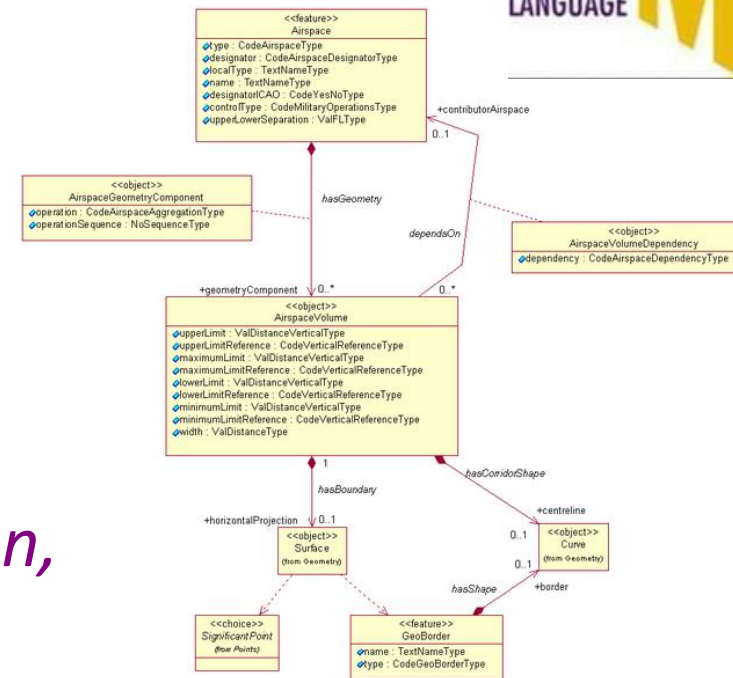 LANGUAGE
<<feature>>
Airspace
type : CodeAirspaceType
designator : CodeAirspaceDesignatorType
localType : TextNameType
name : TextNameType
designatorICAO : CodeYesNoType
controlType : CodeMilitaryOperationsType
upperLowerSeparation : ValFLType
+contributorAirspace
0..1
<<object>>
AirspaceGeometryComponent
operation : CodeAirspaceAggregationType
operationSequence : NoSequenceType
hasGeometry
dependsOn
<<object>>
AirspaceVolumeDependency
dependency : CodeAirspaceDependencyType
+geometryComponent 0..*
0..*
<<object>>
AirspaceVolume
upperLimit : ValDistanceVerticalType
upperLimitReference : CodeVerticalReferenceType
maximumLimit : ValDistanceVerticalType
maximumLimitReference : CodeVerticalReferenceType
lowerLimit : ValDistanceVerticalType
lowerLimitReference : CodeVerticalReferenceType
minimumLimit : ValDistanceVerticalType
minimumLimitReference : CodeVerticalReferenceType
width : ValDistanceType
1
hasBoundary
hasCorridorShape
+horizontalProjection 0..1
+centreline
0..1
n,
<<object>>
Surface
(from Geometry)
<<object>>
Curve
(from Geometry)
0..1
hasShape
+border
<<choice>>
SignificantPoint
(from Points)
<<feature>>
GeoBorder
name : TextNameType
type : CodeGeoBorderType